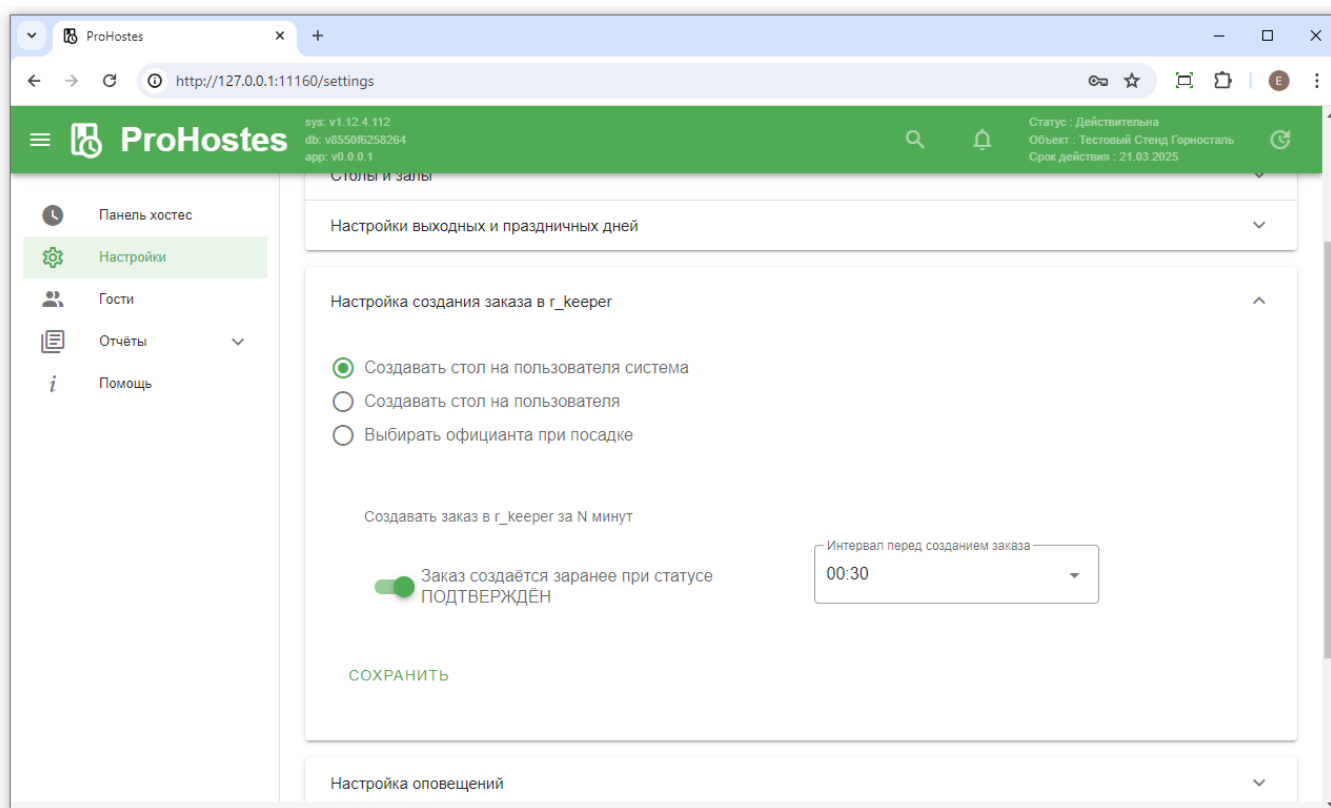 ProHostes
http://127.0.0.1:11160/settings
E
ProHostes
sys: v1.12.4.112
db: v8550f6258264
app: v0.0.0.1
Статус : Действительна
Объект : Тестовый Стенд Горносталь
Срок действия : 21.03.2025
Панель хостес
Настройки
Гости
Отчёты
i Помощь
Столы и залы
Настройки выходных и праздничных дней
Настройка создания заказа в r_keeper
Создавать стол на пользователя система
Создавать стол на пользователя
Выбирать официанта при посадке
Создавать заказ в r_keeper за N минут
Заказ создаётся заранее при статусе
ПОДТВЕРЖДЁН
Интервал перед созданием заказа
00:30
СОХРАНИТЬ
Настройка оповещений